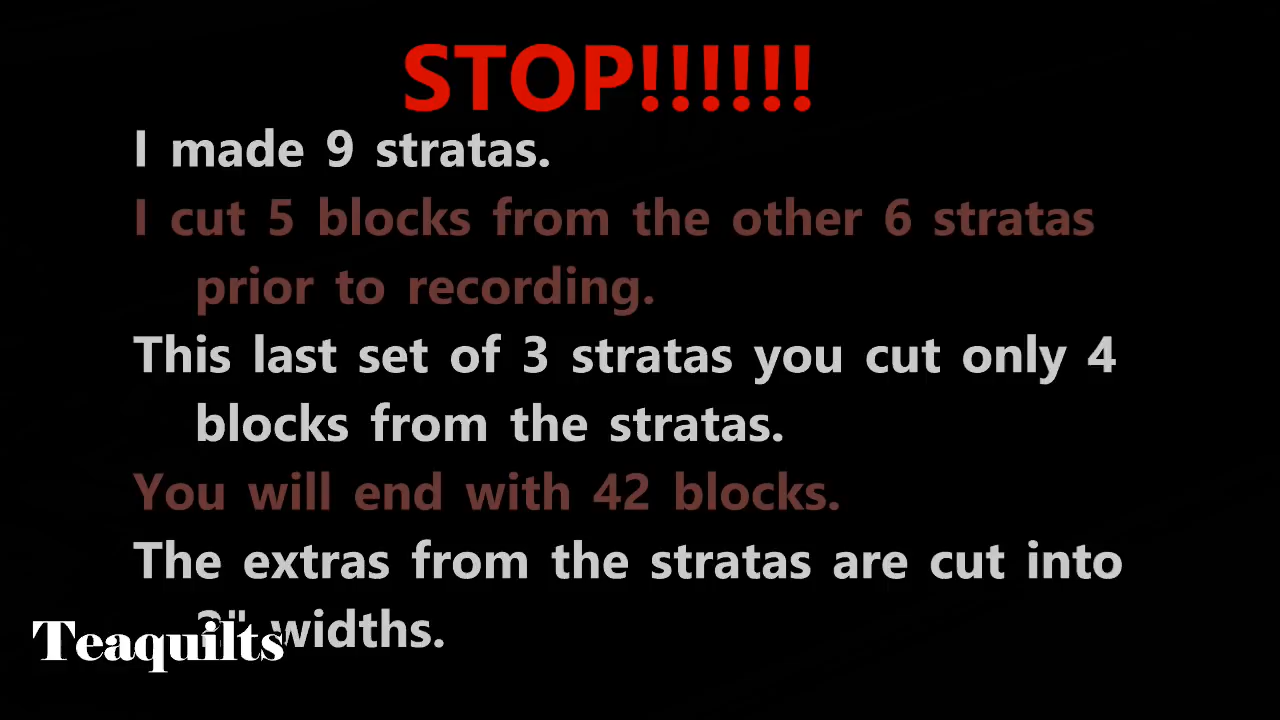 STOP!!!!!!
I made 9 stratas.
I cut 5 blocks from the other 6 stratas
prior to recording.
This last set of 3 stratas you cut only 4
blocks from the stratas.
You will end with 42 blocks.
The extras from the stratas are cut into
widths.
Teaquilts